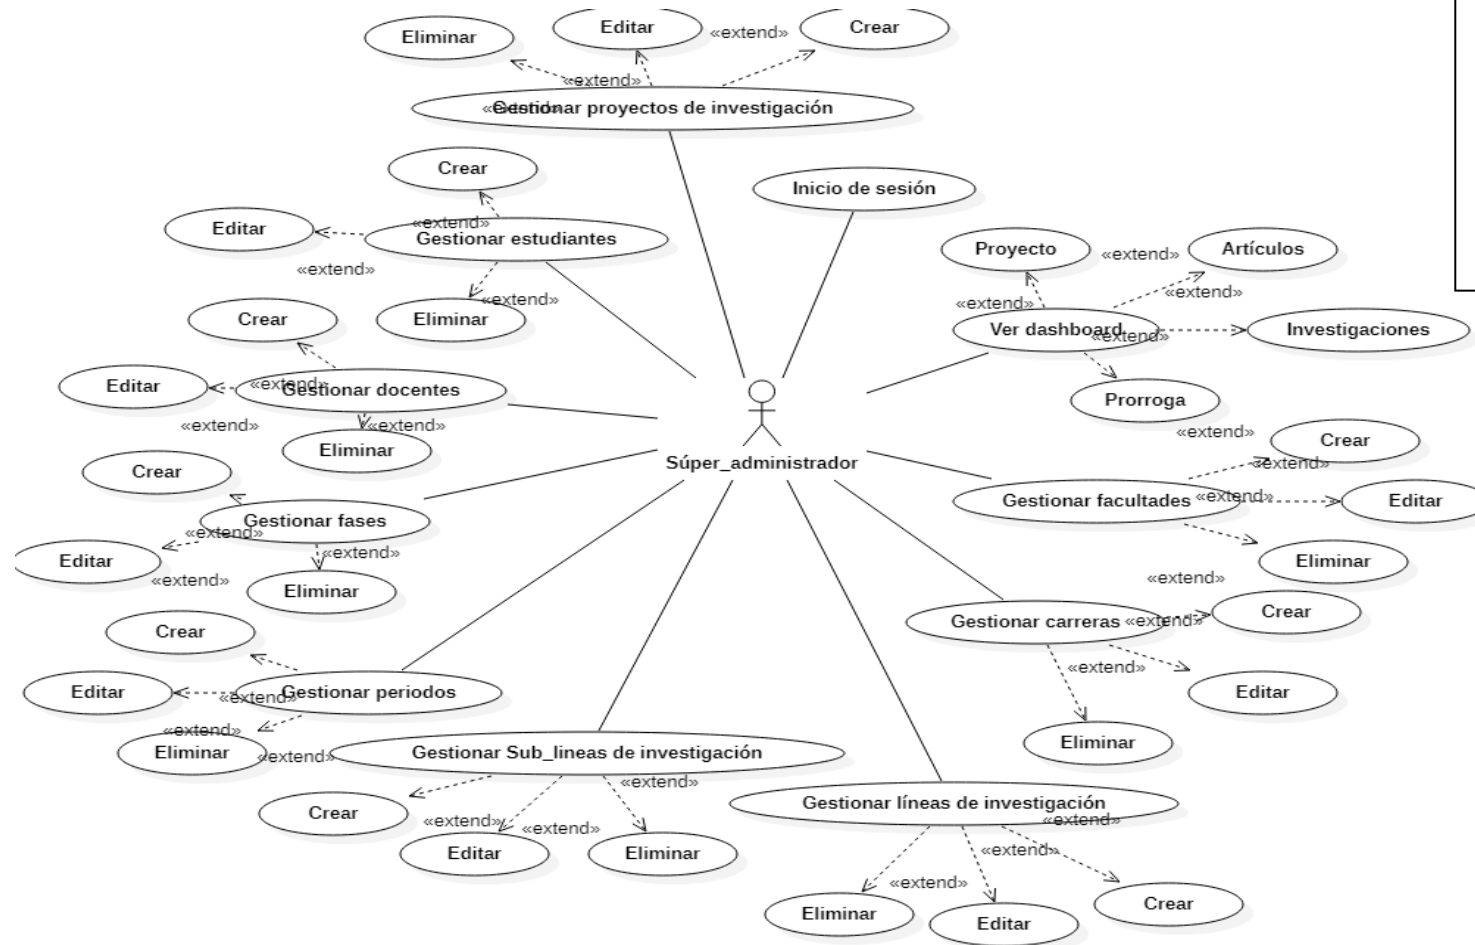 Eliminar
Editar
«extend»
Crear
«extend»
«extend»
Gestionar proyectos de investigación
Crear
Inicio de sesión
Editar
«extend»
Gestionar estudiantes
«extend»
«extend»
Eliminar
Proyecto
«extend»
Artículos
«extend»
«extend»
Ver dashboard
«extend»
Investigaciones
Prorroga
Crear
Editar
«extend»
Gestionar docentes
«extend»
«extend»
Eliminar
Súper_administrador
«extend»
Crear
«extend»
Gestionar facultades
«extend»
Editar
Eliminar
Crear
Gestionar fases
«extend»
«extend»
Editar
«extend»
Eliminar
«extend»
Gestionar carreras
«extend»
Crear
«extend»
Editar
Eliminar
Crear
Editar
«extend»
Gestionar periodos
«extend»
Eliminar
«extend»
Gestionar Sub_lineas de investigación
«extend»
Crear
«extend»
«extend»
Editar
Eliminar
Gestionar líneas de investigación
«extend»
«extend»
«extend»
Eliminar
Editar
Crear